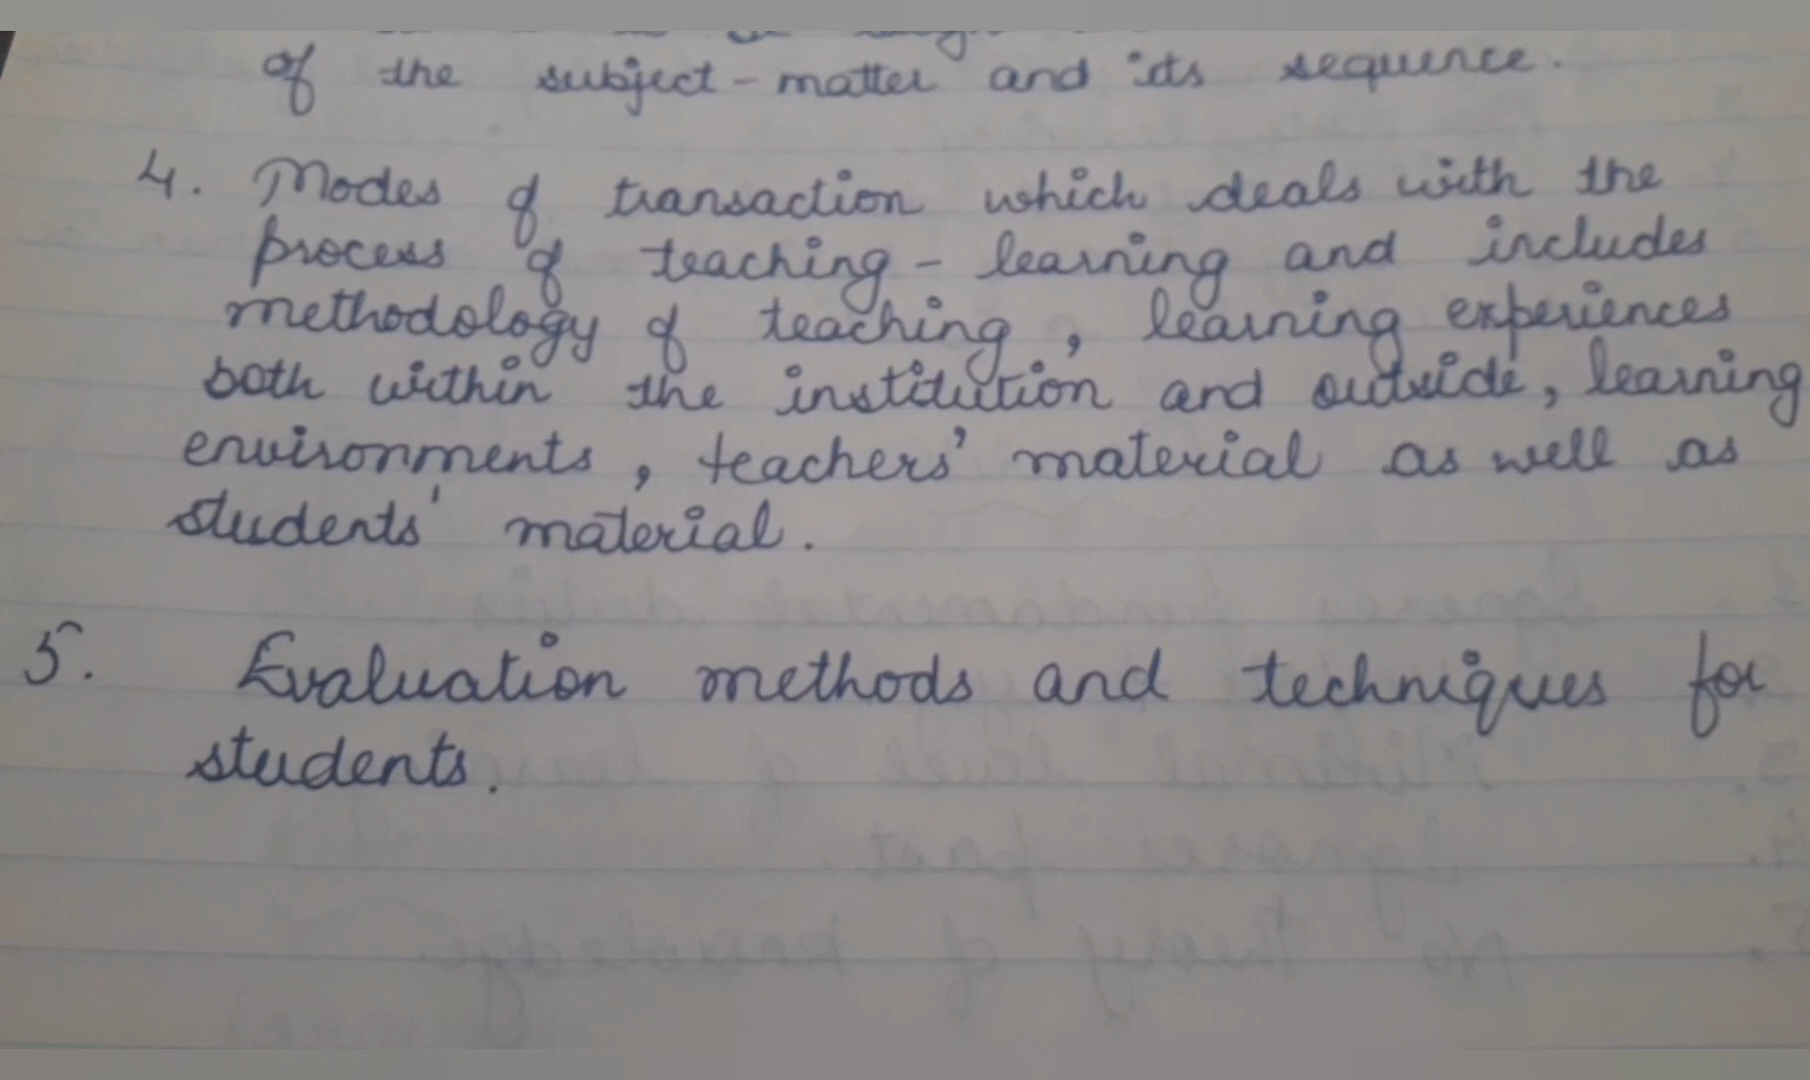 of the subject-matter and its sequence.
4. Modes of transaction which deals with the
process of teaching - learning and includes
methodology of teaching, learning experiences
both within the institution and outside, learning
environments, teachers' material as well as
students' material.
5. Evaluation methods and techniques for
students.